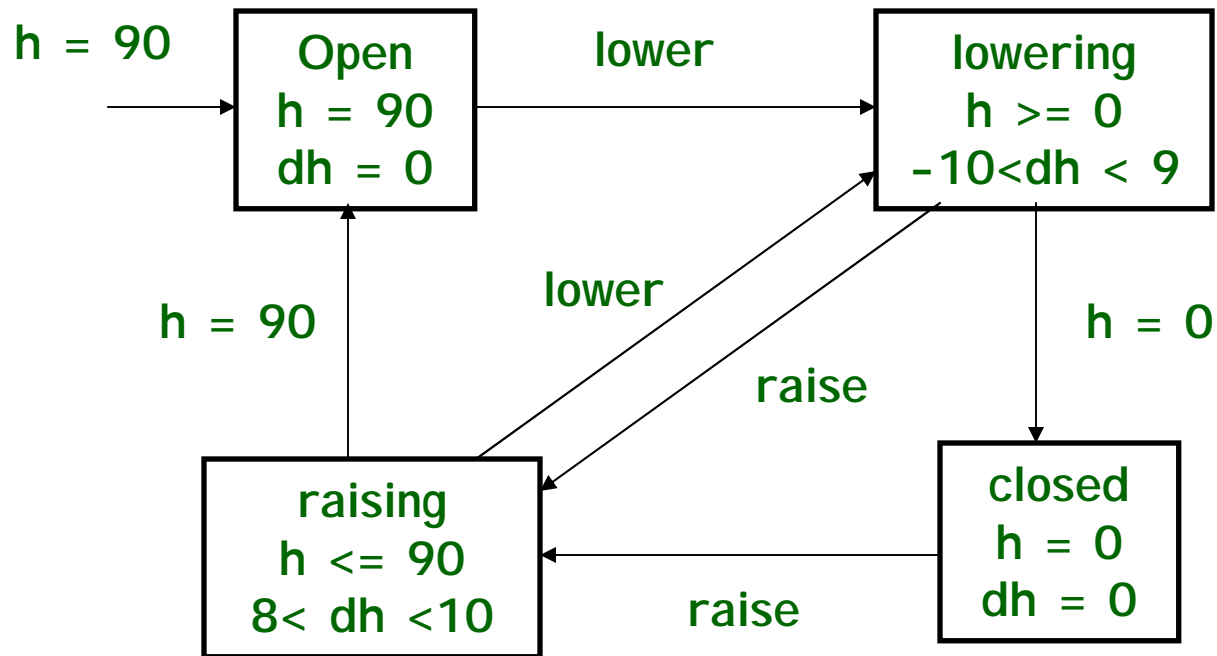 h = 90
Open
h = 90
dh = 0
lower
lowering
h >= 0
-10<dh < 9
h = 90
lower
raise
h = 0
raising
h <= 90
8< dh <10
raise
closed
h = 0
dh = 0